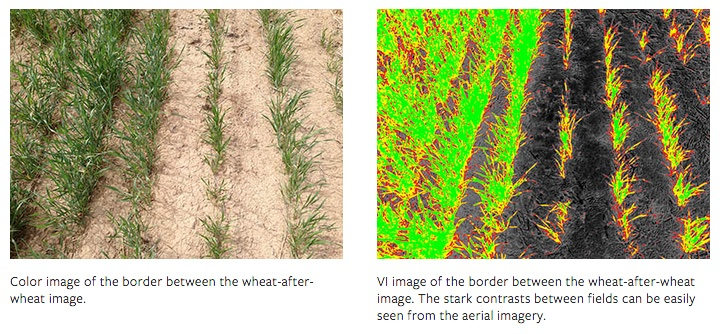 Color image of the border between the wheat-after-
wheat image.
VI image of the border between the wheat-after-wheat
image. The stark contrasts between fields can be easily
seen from the aerial imagery.